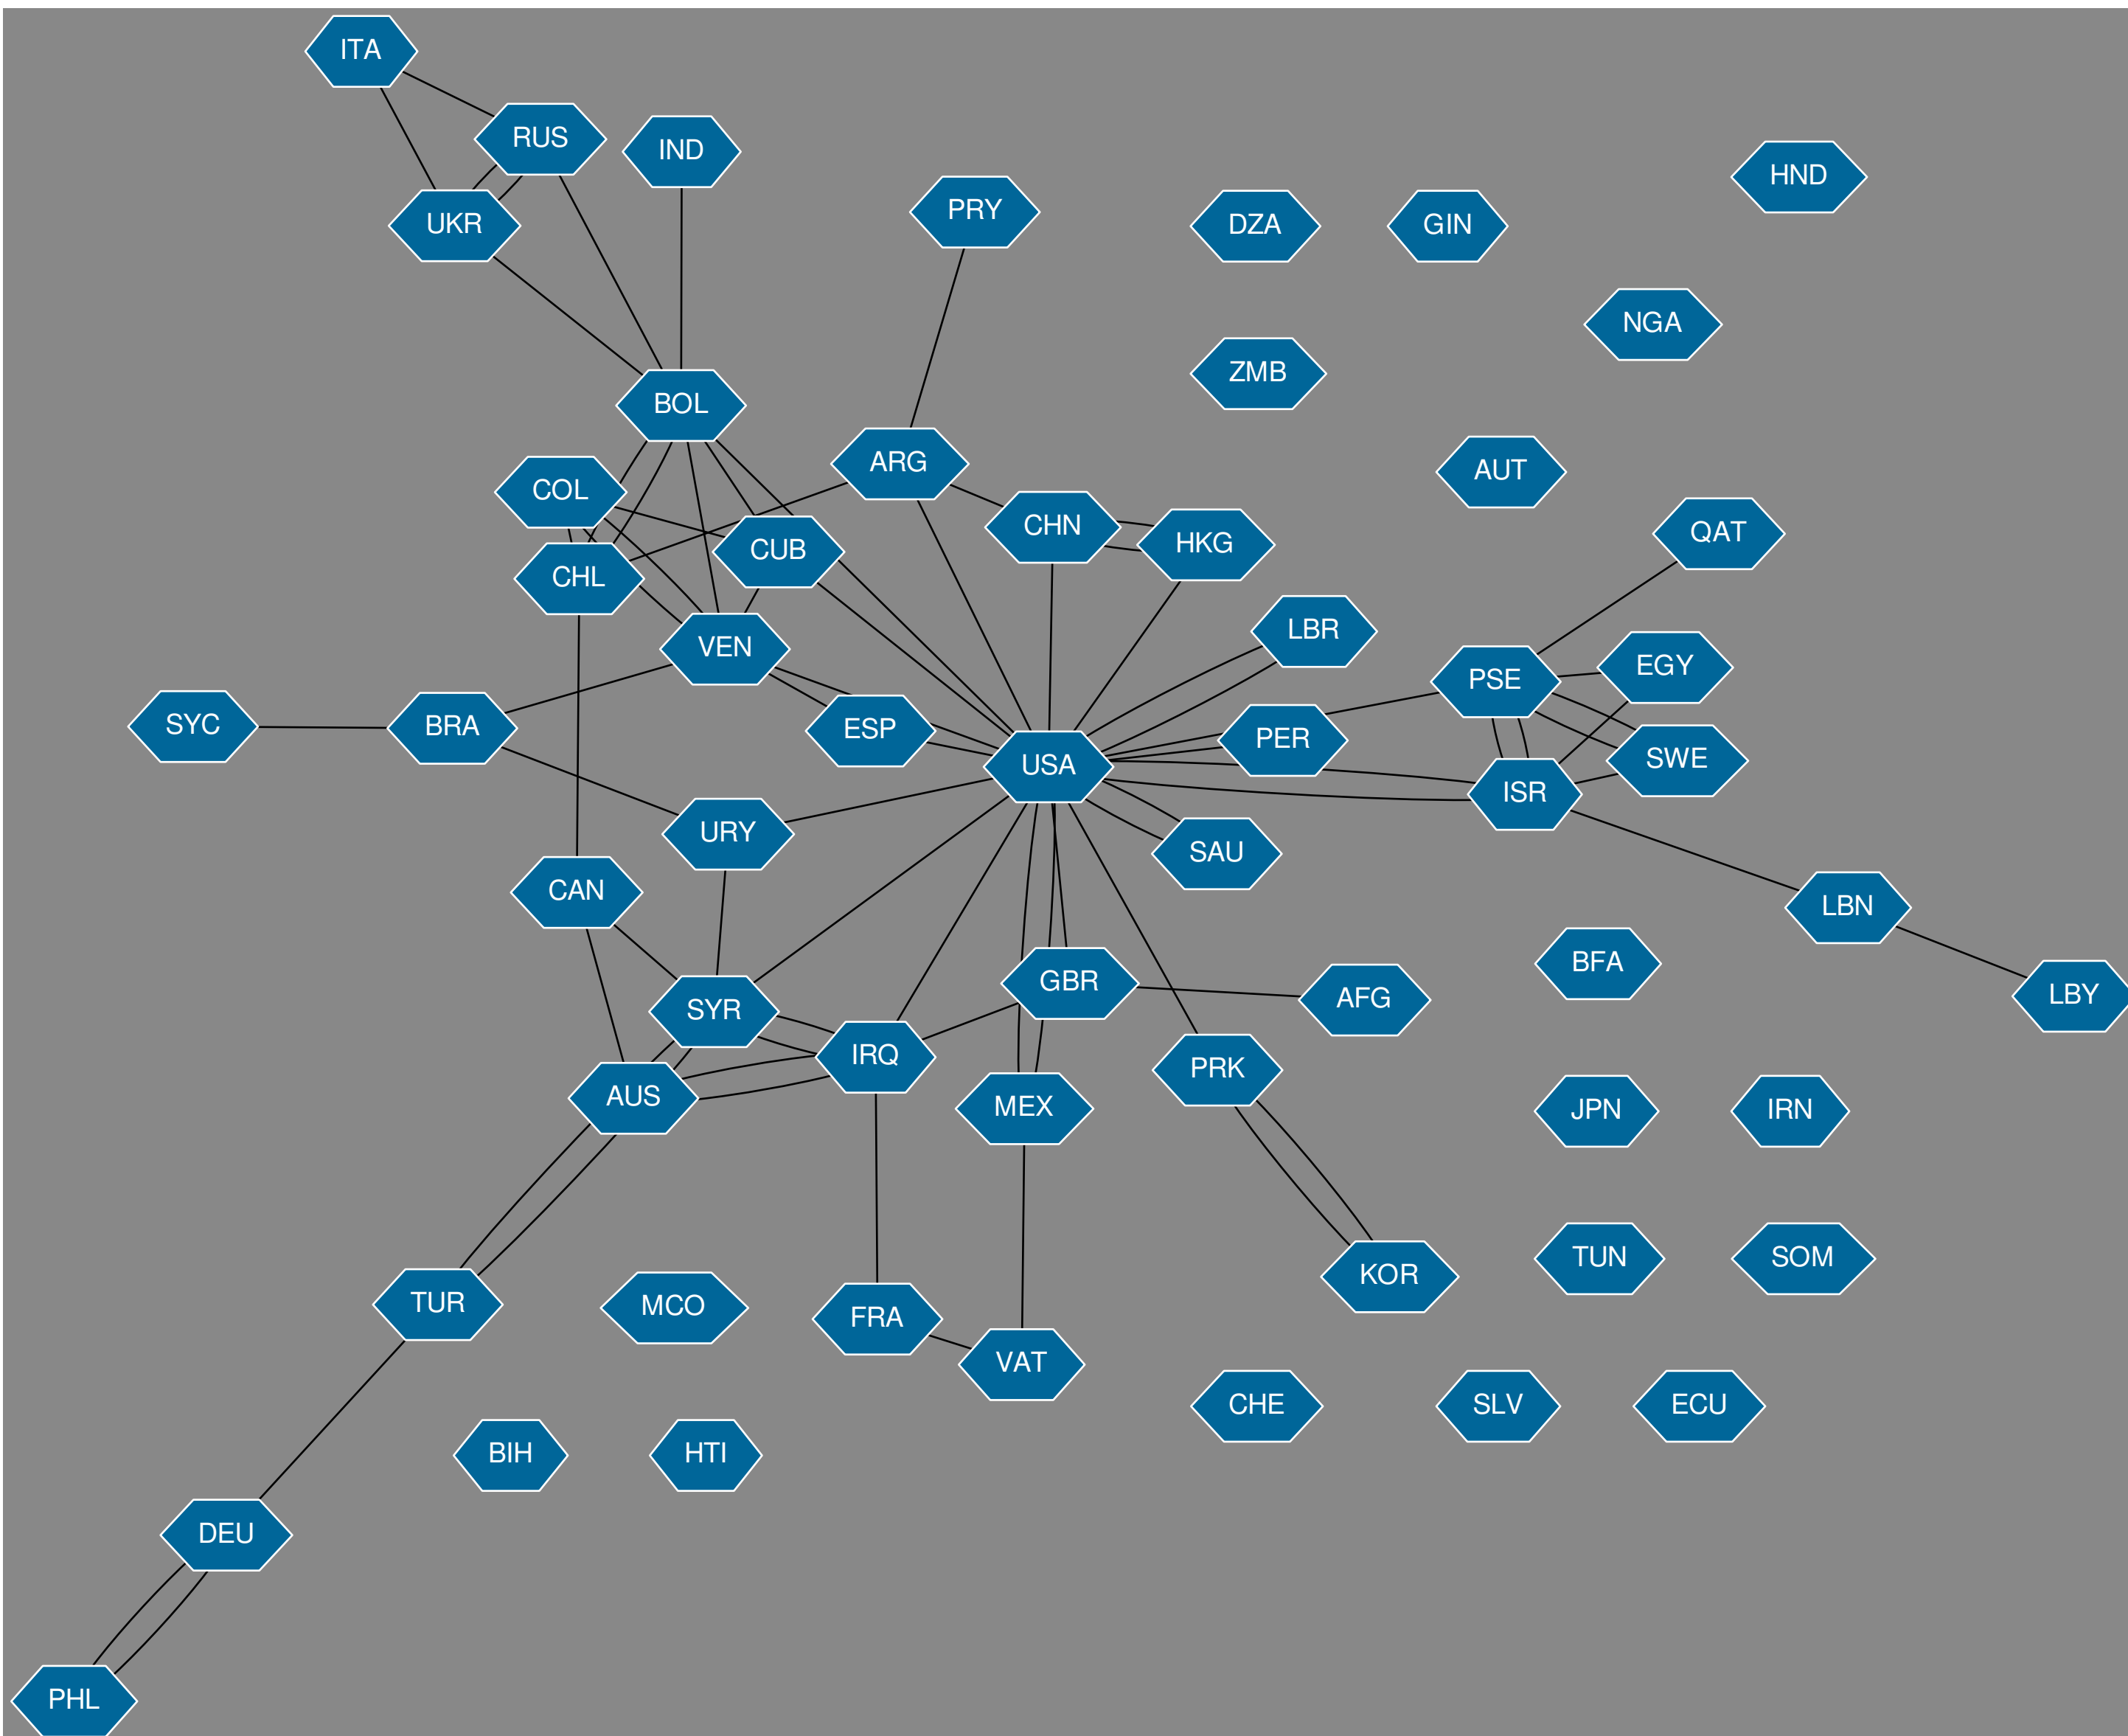 ITA
RUS
IND
HND
PRY
UKR
DZA
GIN
NGA
ZMB
BOL
ARG
AUT
COL
CHN
QAT
HKG
CUB
CHL
LBR
VEN
EGY
PSE
SYC
BRA
ESP
PER
SWE
USA
ISR
URY
SAU
CAN
LBN
BFA
GBR
LBY
AFG
SYR
IRQ
PRK
AUS
MEX
JPN
IRN
TUN
SOM
KOR
TUR
MCO
FRA
VAT
CHE
SLV
ECU
BIH
HTI
DEU
PHL